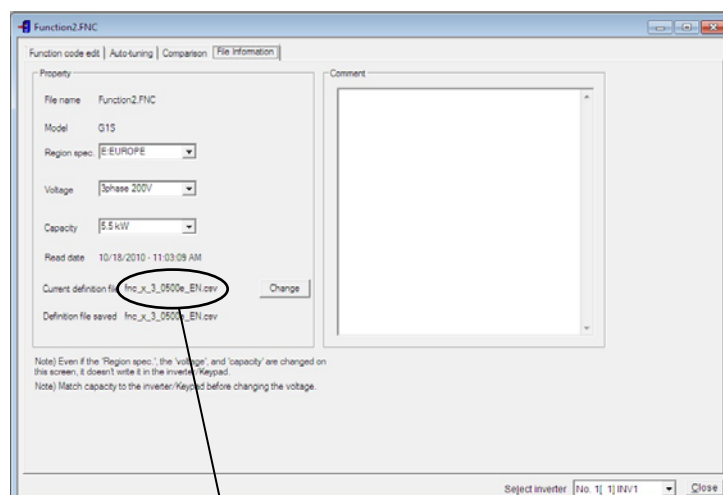 Function2.FNC
Function code edit Auto-tuning Comparison File Information
Property
File name Function2.FNC
Model G1S
Region spec. E:EUROPE
Voltage 3phase 200V
Capacity 5.5 kW
Read date 10/18/2010 - 11:03:09 AM
Current definition file fnc_x_3_0500e_EN.csv Change
Definition file saved fnc_x_3_0500e_EN.csv
Comment
Note) Even if the 'Region spec.', the 'voltage', and 'capacity' are changed on
this screen, it doesn't write it in the inverter/Keypad.
Note) Match capacity to the inverter/Keypad before changing the voltage.
Select inverter No. 1[ 1] INV1 Close